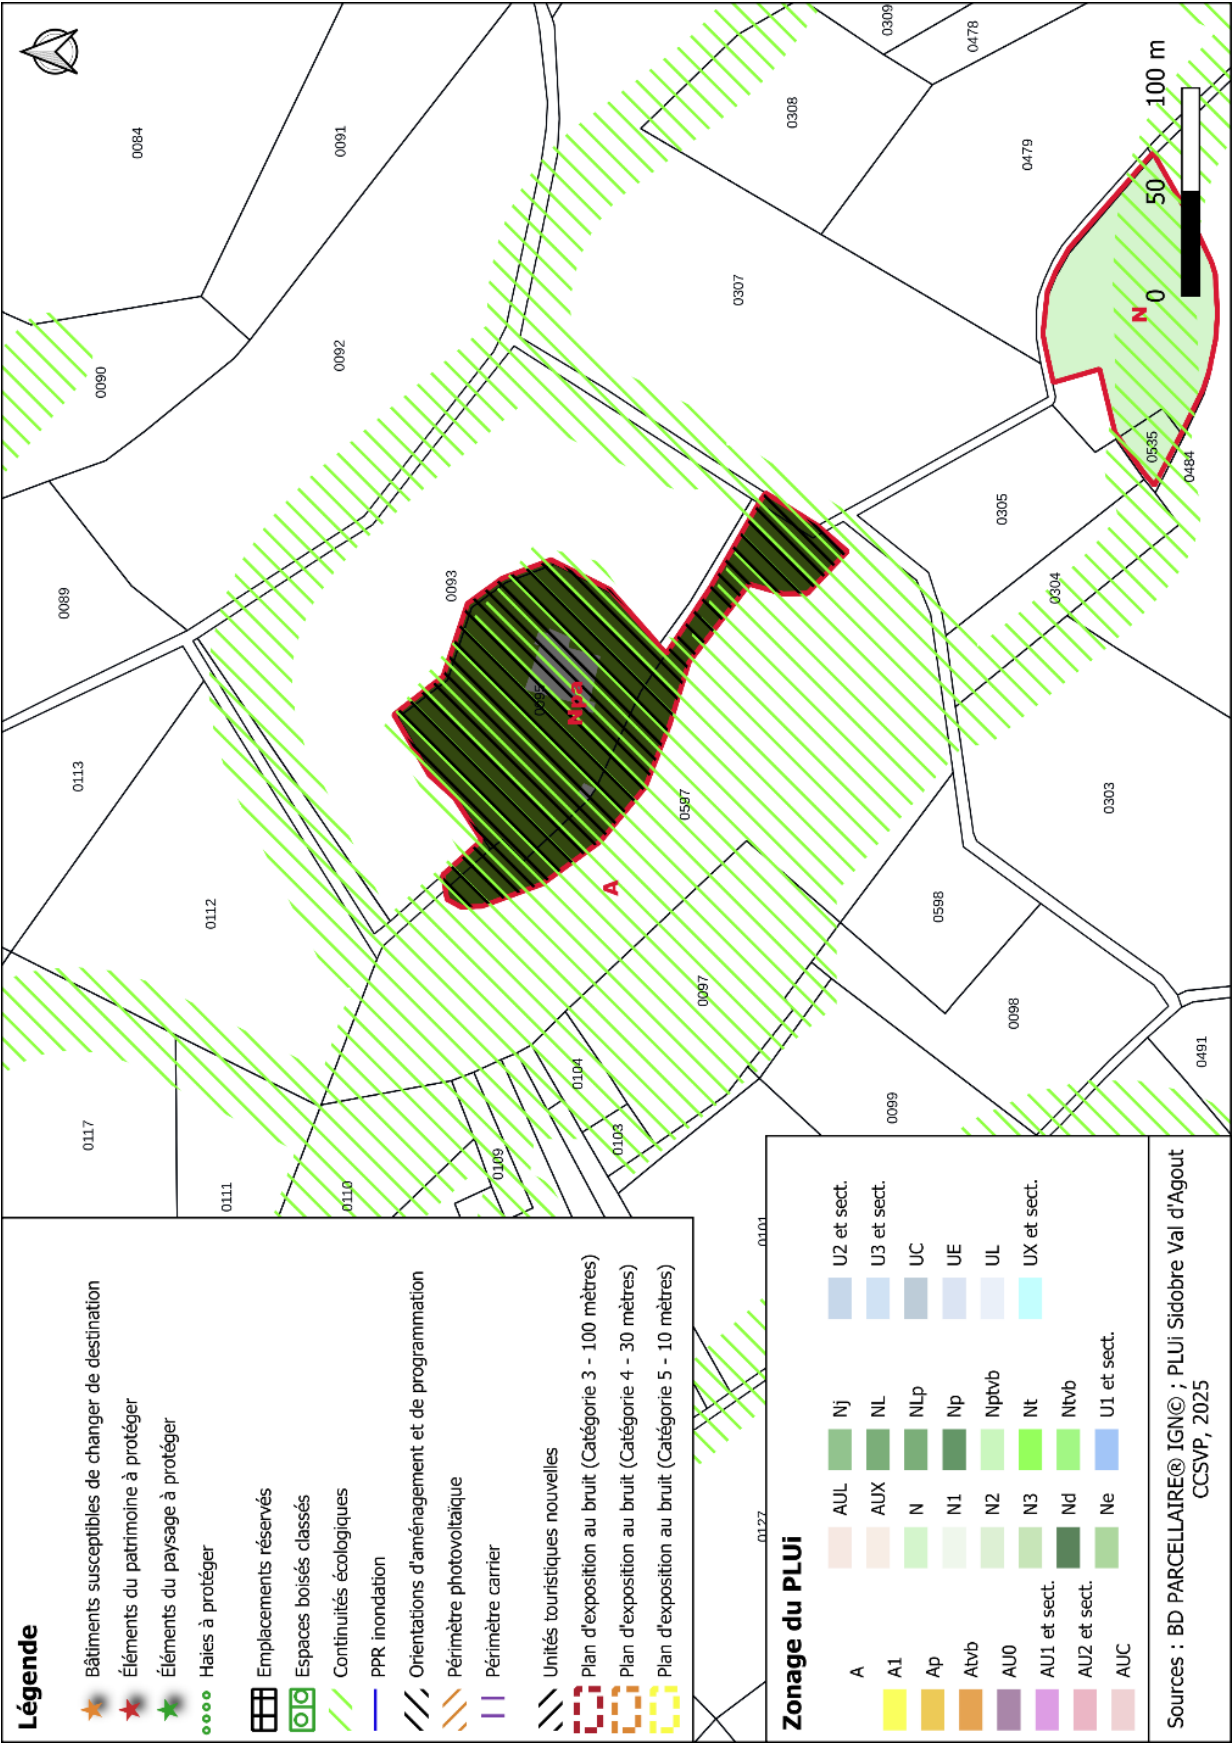 0084
0091
0309
0478
0308
0479
0090
0092
0307
0089
0093
0305
0535
0484
0304
0113
0595
Npa
0597
0303
A
0112
0598
0097
0098
0104
0103
0099
0491
0117
0111
0110
0109
0101
0127
N
0 50 100 m
Légende
Bâtiments susceptibles de changer de destination
Éléments du patrimoine à protéger
Éléments du paysage à protéger
Haies à protéger
Emplacements réservés
Espaces boisés classés
Continuités écologiques
PPR inondation
Orientations d'aménagement et de programmation
Périmètre photovoltaïque
Périmètre carrier
Unités touristiques nouvelles
Plan d'exposition au bruit (Catégorie 3 - 100 mètres)
Plan d'exposition au bruit (Catégorie 4 - 30 mètres)
Plan d'exposition au bruit (Catégorie 5 - 10 mètres)
Zonage du PLUi
A
A1
Ap
Atvb
AU0
AU1 et sect.
AU2 et sect.
AUC
AUL
AUX
N
N1
N2
N3
Nd
Ne
Nj
NL
NLp
Np
Nptvb
Nt
Ntvb
U1 et sect.
U2 et sect.
U3 et sect.
UC
UE
UL
UX et sect.
Sources : BD PARCELLAIRE® IGN© ; PLUi Sidobre Val d'Agout
CCSVP, 2025